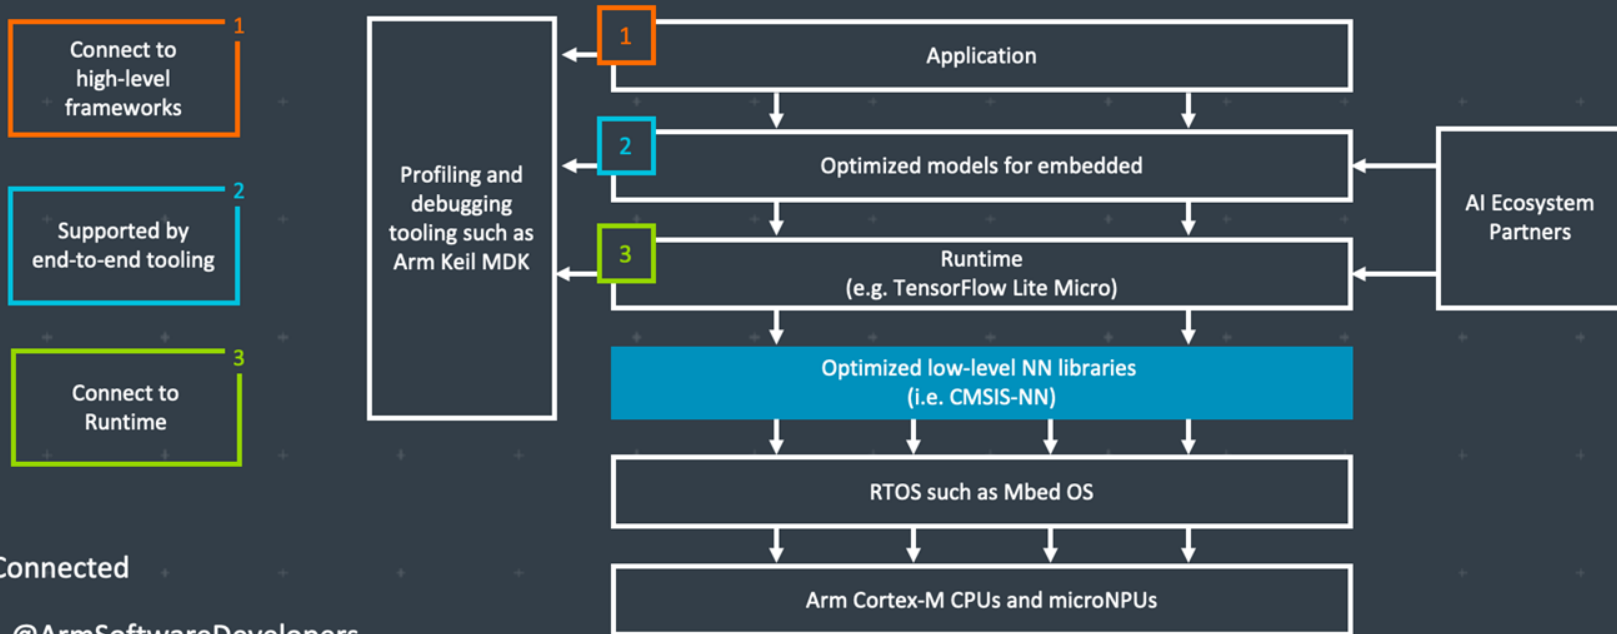 1
Connect to
high-level
frameworks
2
Supported by
end-to-end tooling
3
Connect to
Runtime
Profiling and
debugging
tooling such as
Arm Keil MDK
1
Application
2
Optimized models for embedded
3
Runtime
(e.g. TensorFlow Lite Micro)
Optimized low-level NN libraries
(i.e. CMSIS-NN)
RTOS such as Mbed OS
Arm Cortex-M CPUs and microNPUs
AI Ecosystem
Partners
Connected
@ArmSoftwareDevelopers